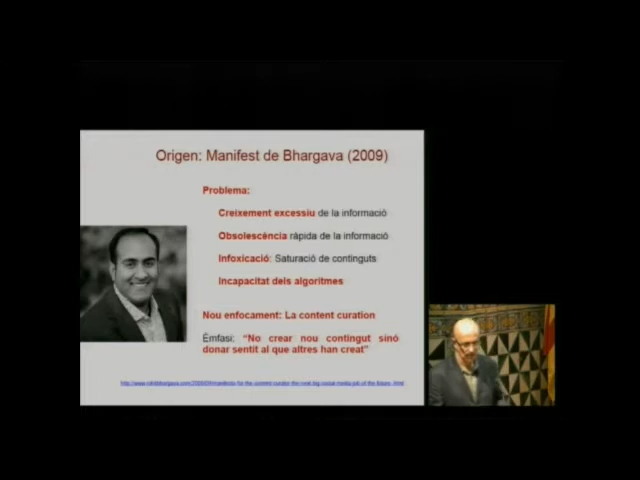 Origen: Manifest de Bhargava (2009)
Problema:
Creixement excessiu de la informació
Obsolescència ràpida de la informació
Infoxicació: Saturació de continguts
Incapacitat dels algoritmes
Nou enfocament: La content curation
Èmfasi: “No crear nou contingut sinó
donar sentit al que altres han creat”